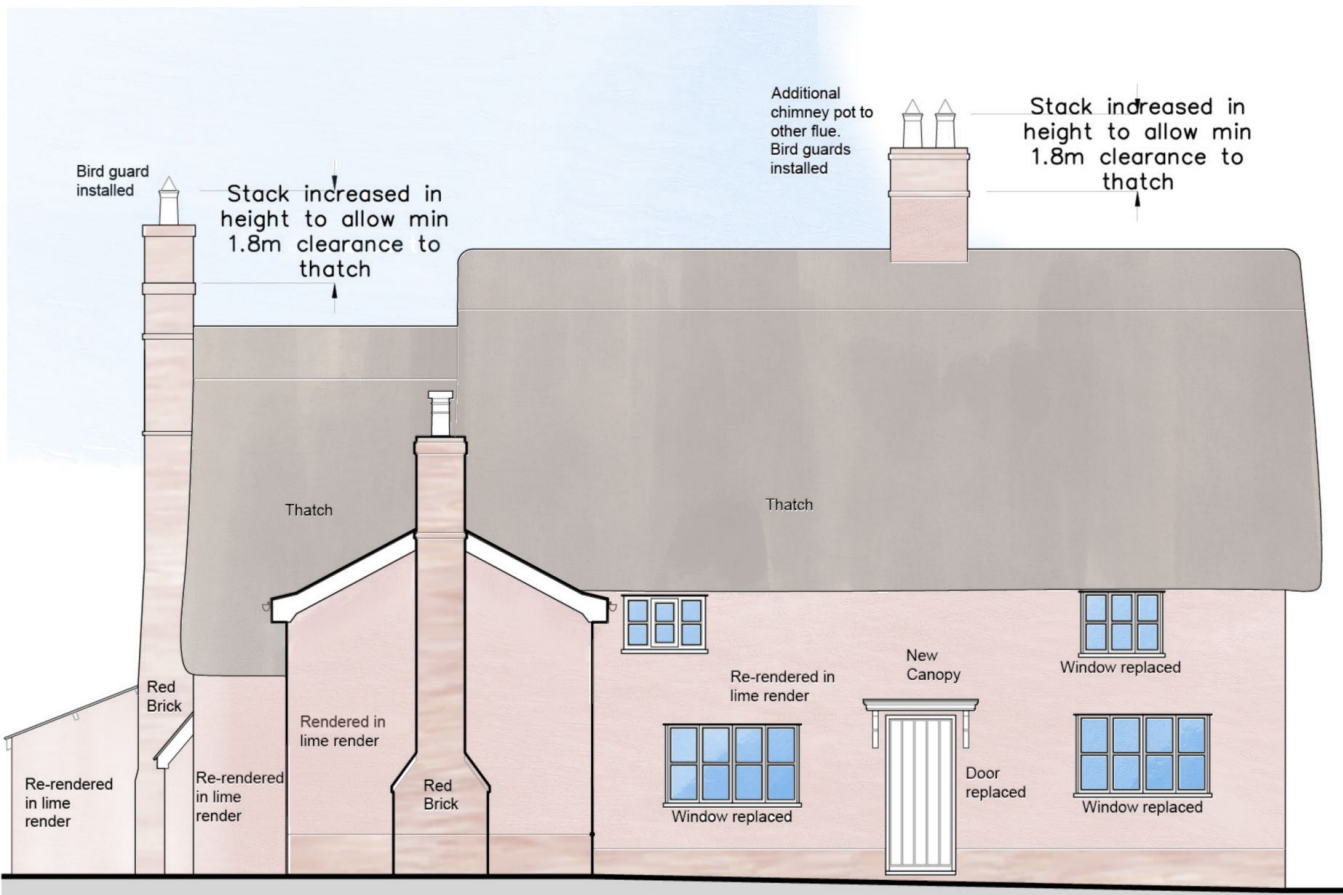 Additional
chimney pot to
other flue.
Bird guards
installed
Stack increased in
height to allow min
1.8m clearance to
thatch
Bird guard
installed
Stack increased in
height to allow min
1.8m clearance to
thatch
Thatch
Thatch
Red
Brick
Rendered in
lime render
Re-rendered in
lime render
New
Canopy
Window replaced
Re-rendered
in lime
render
Re-rendered
in lime
render
Red
Brick
Window replaced
Door
replaced
Window replaced